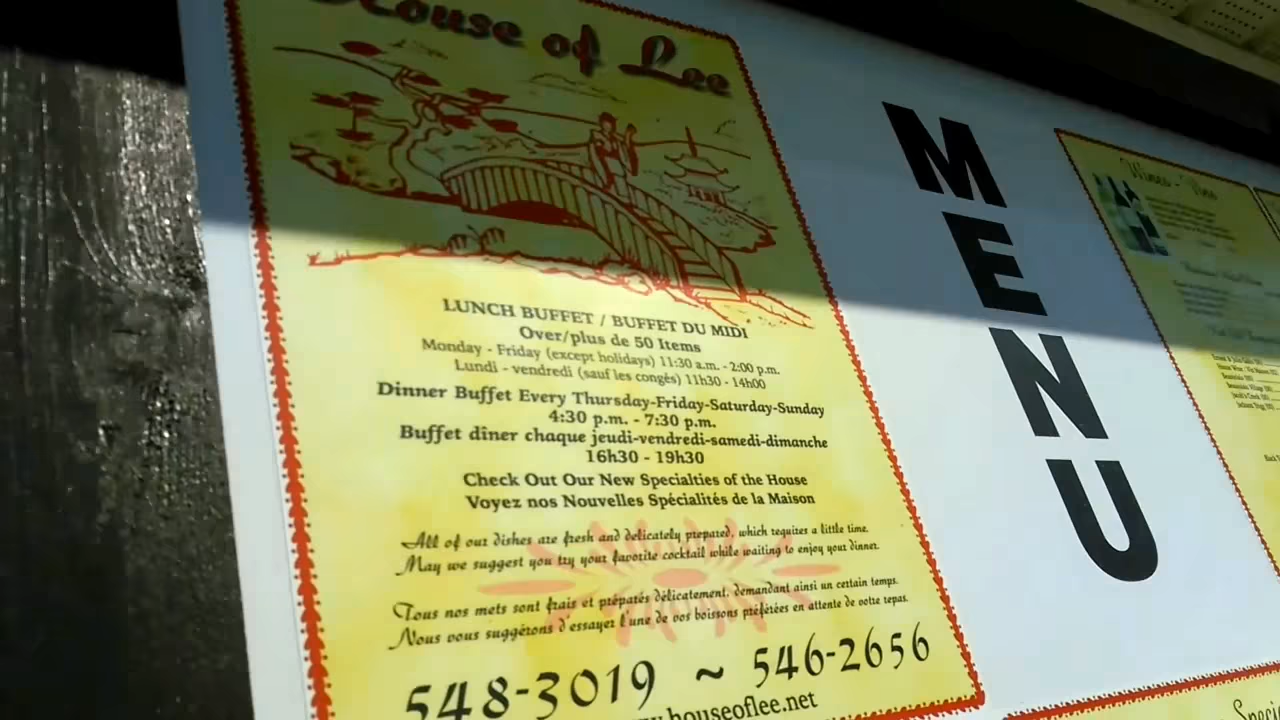 House of Lee
LUNCH BUFFET / BUFFET DU MIDI
Over/plus de 50 Items
Monday - Friday (except holidays) 11:30 a.m. - 2:00 p.m.
Lundi - vendredi (sauf les congés) 11h30 - 14h00
Dinner Buffet Every Thursday-Friday-Saturday-Sunday
4:30 p.m. - 7:30 p.m.
Buffet dîner chaque jeudi-vendredi-samedi-dimanche
16h30 - 19h30
Check Out Our New Specialties of the House
Voyez nos Nouvelles Spécialités de la Maison
All of our dishes are fresh and delicately prepared, which requires a little time.
May we suggest you try your favorite cocktail while waiting to enjoy your dinner.
Tous nos mets sont frais et préparés délicatement, demandant ainsi un certain temps.
Nous vous suggérons d'essayer l'une de vos boissons préférées en attente de votre repas.
548-3019 ~ 546-2656
houseoflee.net
MENU
Wines - Vins